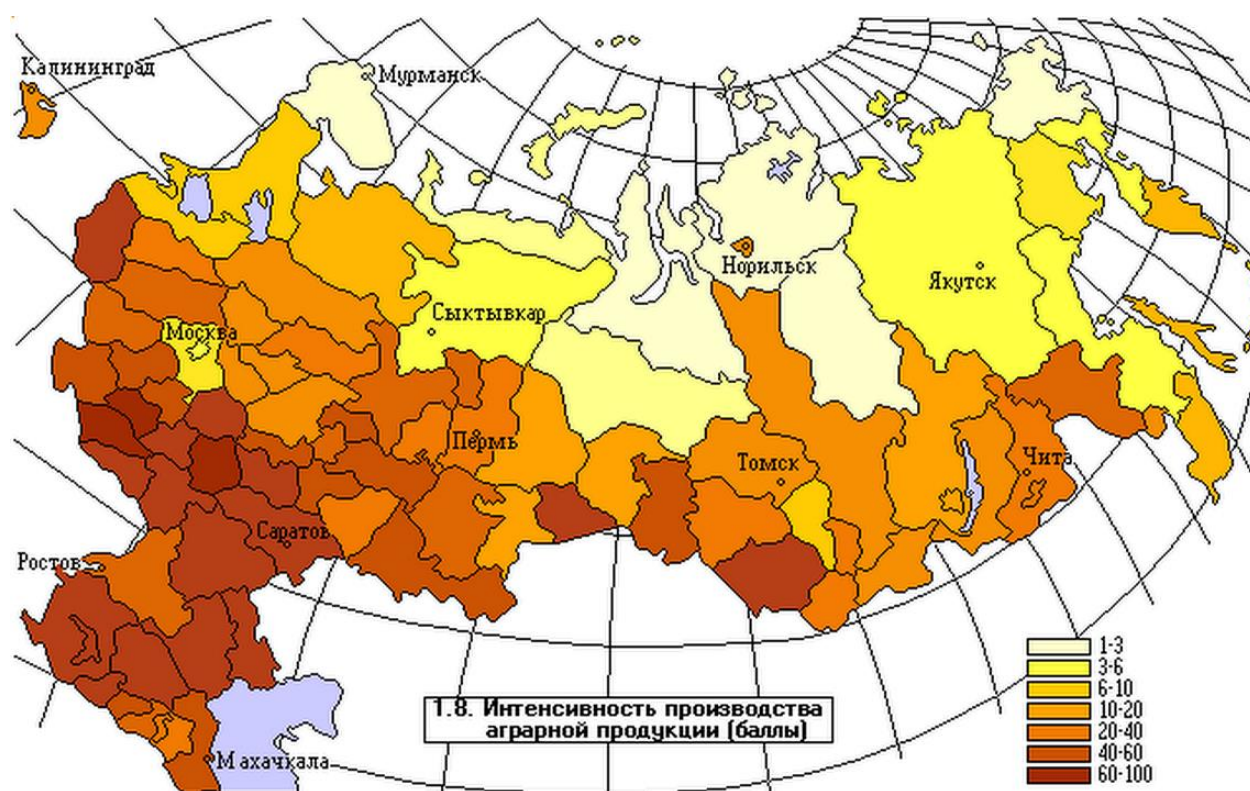 Калининград
Мурманск
Норильск
Якутск
Сыктывкар
Москва
Пермь
Томск
Чита
Саратов
Ростов
Махачкала
1.8. Интенсивность производства
аграрной продукции (баллы)
1-3
3-6
6-10
10-20
20-40
40-60
60-100